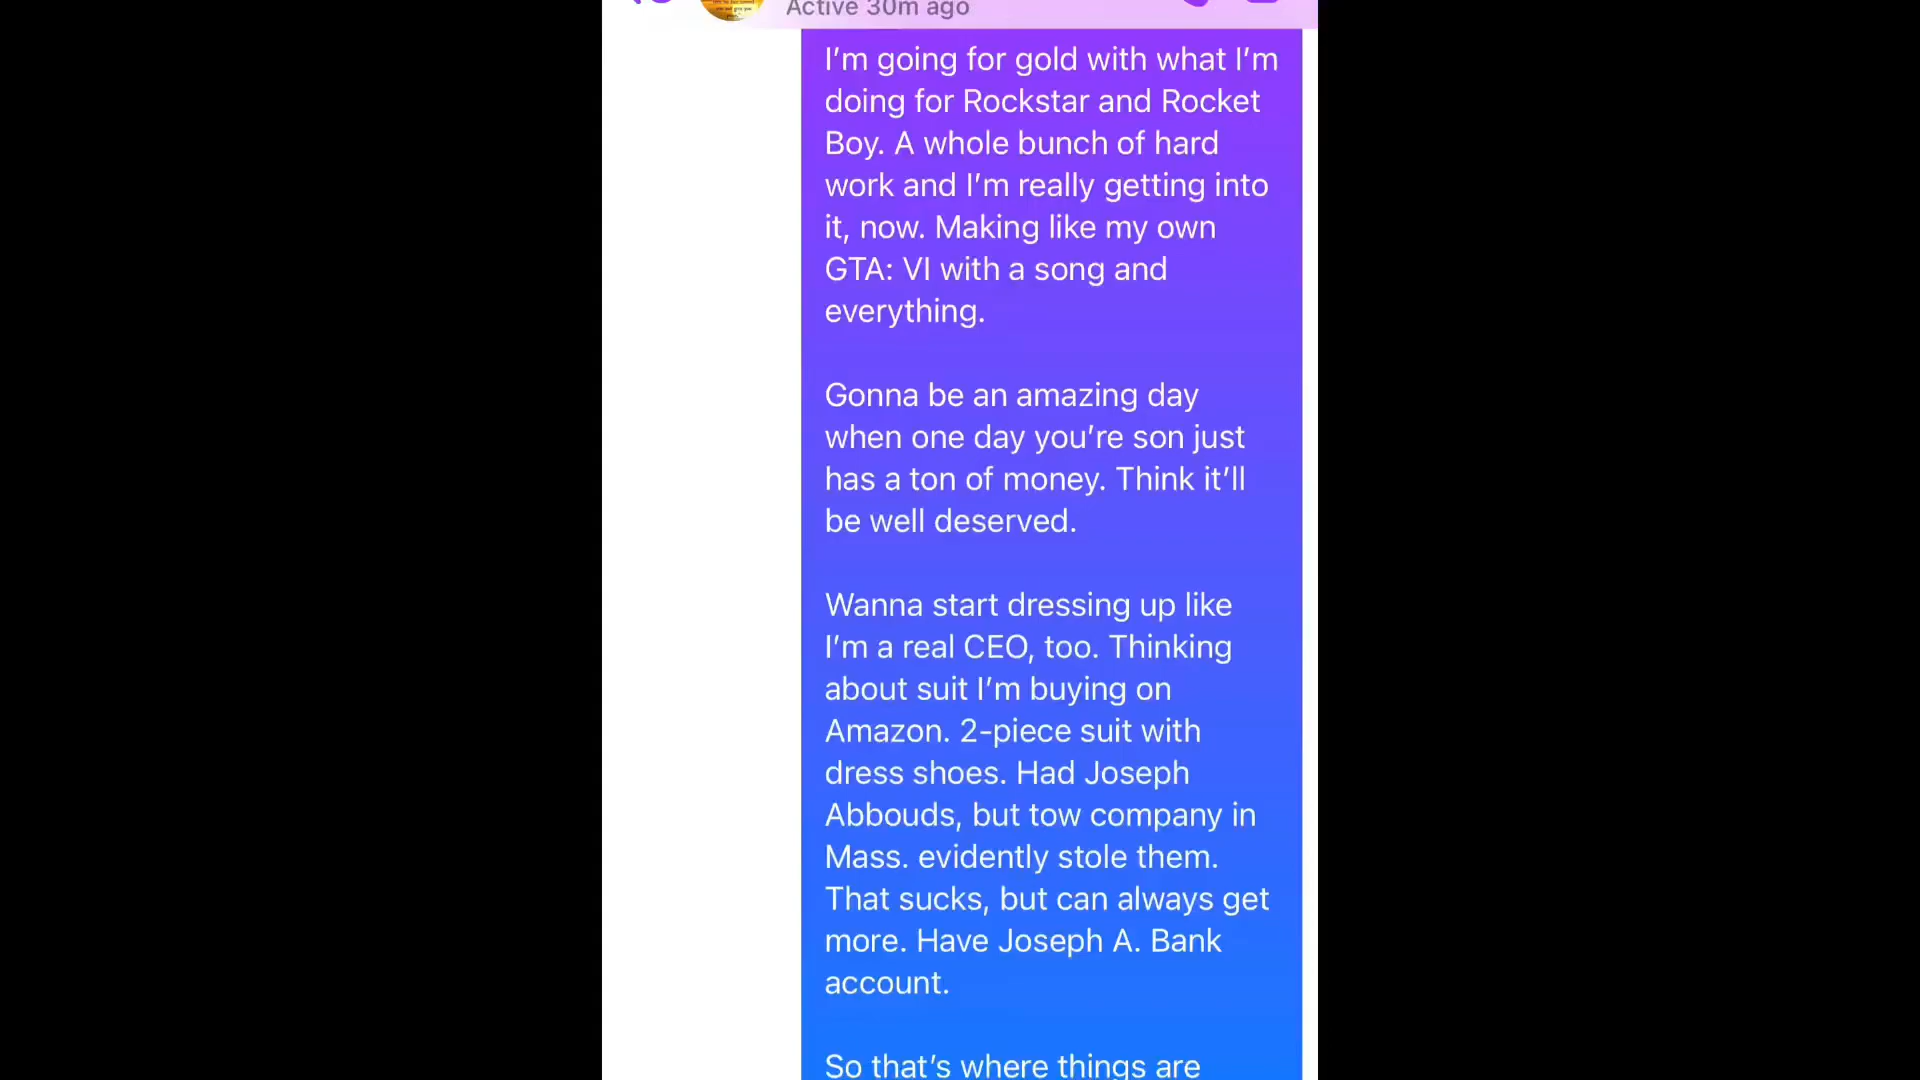 Active 30m ago
I'm going for gold with what I'm
doing for Rockstar and Rocket
Boy. A whole bunch of hard
work and I'm really getting into
it, now. Making like my own
GTA: VI with a song and
everything.
Gonna be an amazing day
when one day you're son just
has a ton of money. Think it'll
be well deserved.
Wanna start dressing up like
I'm a real CEO, too. Thinking
about suit I'm buying on
Amazon. 2-piece suit with
dress shoes. Had Joseph
Abbouds, but tow company in
Mass. evidently stole them.
That sucks, but can always get
more. Have Joseph A. Bank
account.
So that's where things are